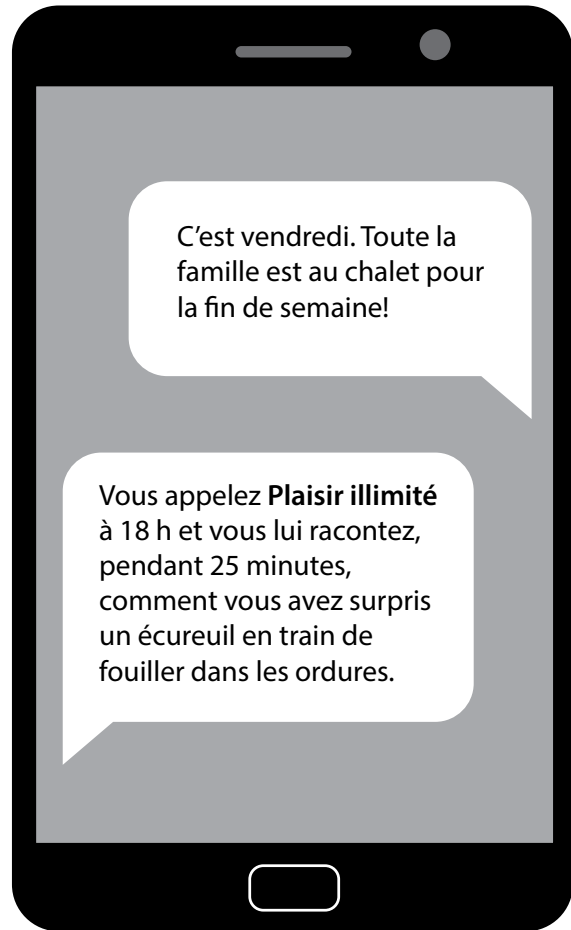 C’est vendredi. Toute la
famille est au chalet pour
la fin de semaine!
Vous appelez Plaisir illimité
à 18 h et vous lui racontez,
pendant 25 minutes,
comment vous avez surpris
un écureuil en train de
fouiller dans les ordures.